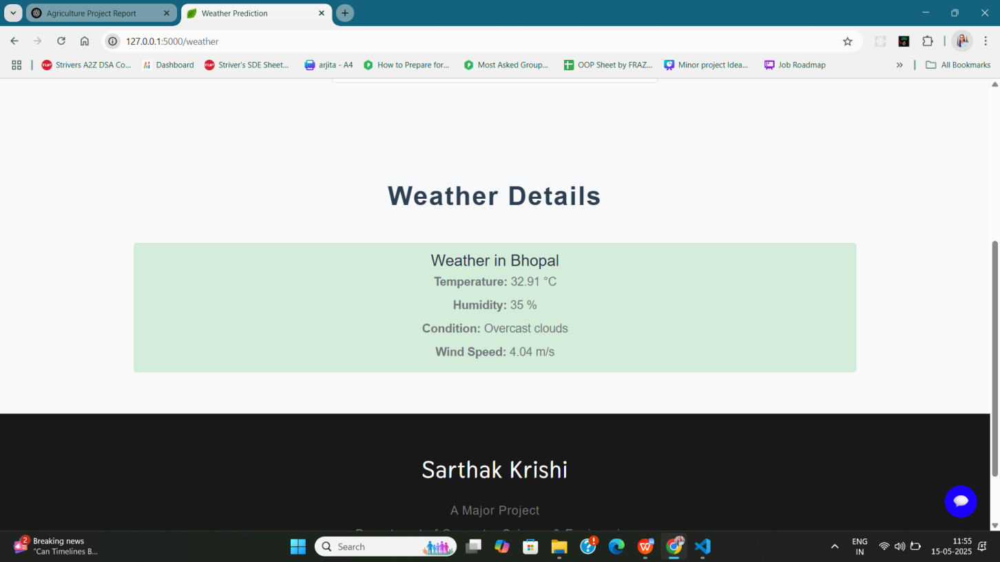 Agriculture Project Report
Weather Prediction
127.0.0.1:5000/weather
Strivers A2Z DSA Co...
Dashboard
Striver's SDE Sheet...
arjita - A4
How to Prepare for...
Most Asked Group...
OOP Sheet by FRAZ...
Minor project Idea...
Job Roadmap
All Bookmarks
Weather Details
Weather in Bhopal
Temperature: 32.91 °C
Humidity: 35 %
Condition: Overcast clouds
Wind Speed: 4.04 m/s
Sarthak Krishi
A Major Project
2
Breaking news
"Can Timelines B...
Search
ENG
IN
11:55
15-05-2025